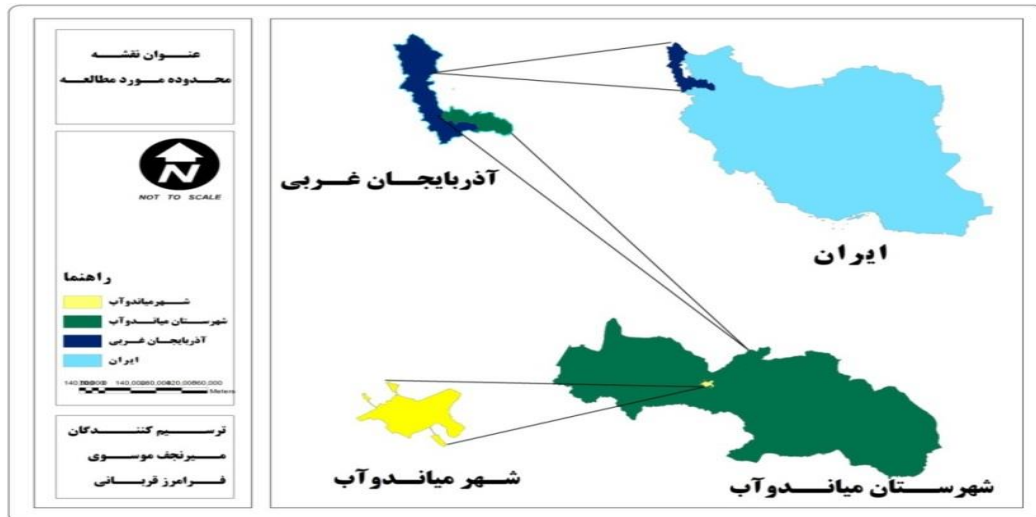 عنوان نقشه
محدوده مورد مطالعه
N
NOT TO SCALE
راهنما
شهر میاندوآب
شهرستان میاندوآب
آذربایجان غربی
ایران
Meters
ترسیم کنندگان
میرنجف موسوی
فرامرز قربانی
آذربایجان غربی
ایران
شهر میاندوآب
شهرستان میاندوآب